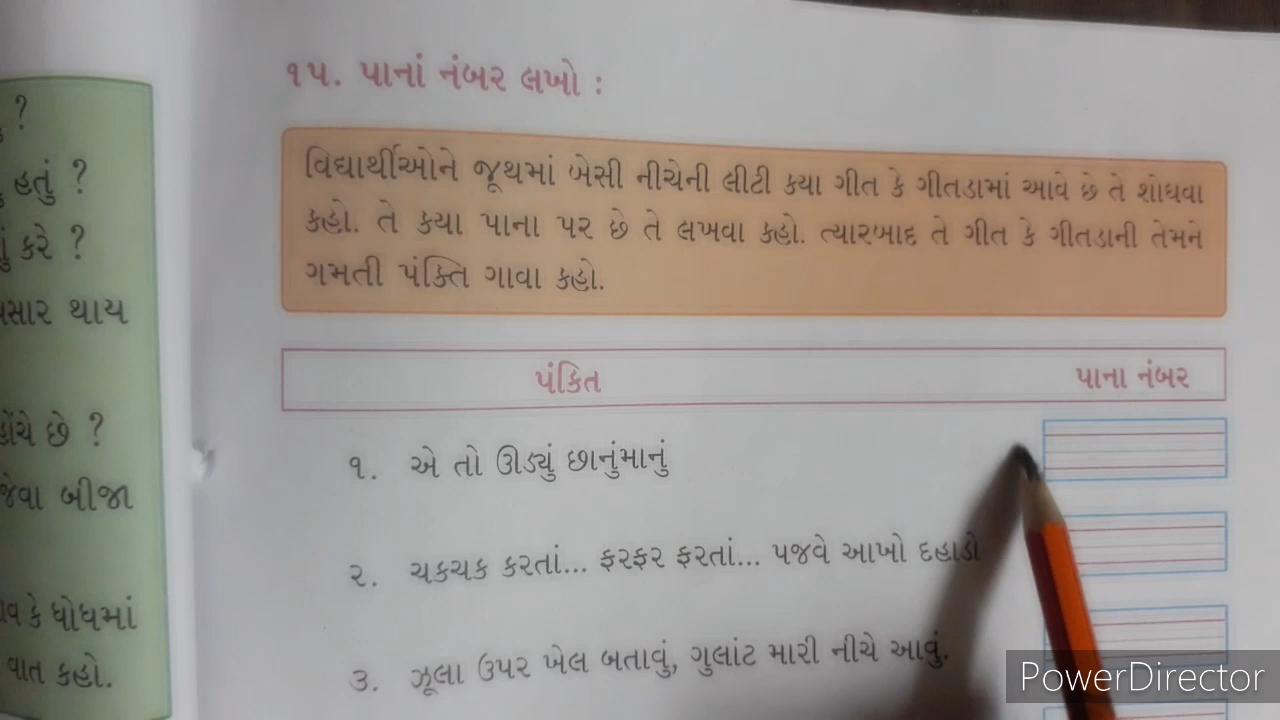 ?
હતું ?
કરે ?
થાય
છે ?
જેવા બીજા
કે ધોધમાં
વાત કહો.
૧૫. પાનાં નંબર લખો :
વિદ્યાર્થીઓને જૂથમાં બેસી નીચેની લીટી કયા ગીત કે ગીતડામાં આવે છે તે શોધવા
કહો. તે કયા પાના પર છે તે લખવા કહો. ત્યારબાદ તે ગીત કે ગીતડાની તેમને
ગમતી પંક્તિ ગાવા કહો.
પંકિત પાના નંબર
૧. એ તો ઊડ્યું છાનુંમાનું
૨. ચકચક કરતાં... ફરફર ફરતાં... પજવે આખો દહાડો
૩. ઝૂલા ઉપર ખેલ બતાવું, ગુલાંટ મારી નીચે આવું.
PowerDirector